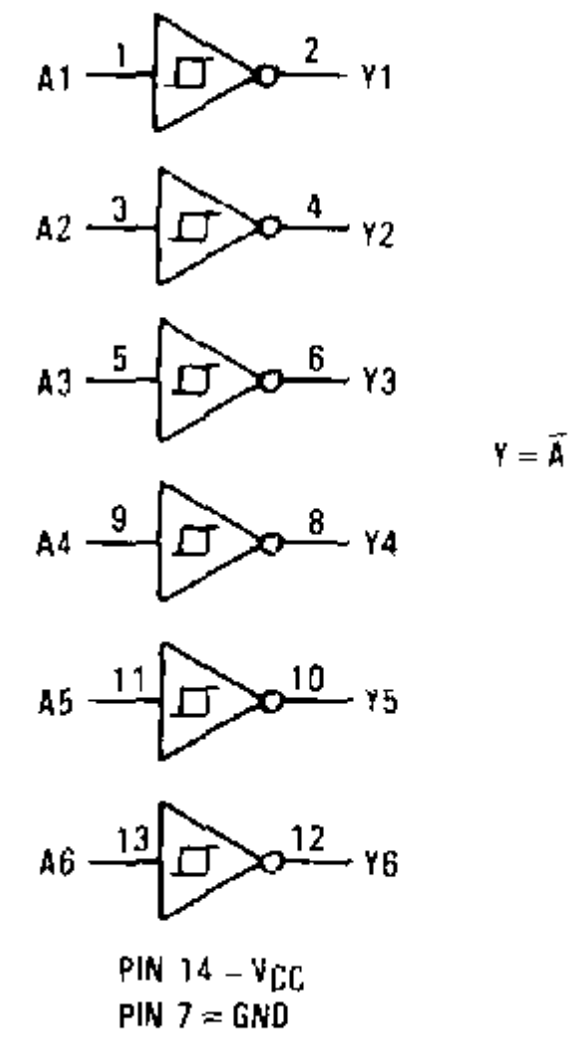 A1 1 2 Y1
A2 3 4 Y2
A3 5 6 Y3
Y = A̅
A4 9 8 Y4
A5 11 10 Y5
A6 13 12 Y6
PIN 14 – VCC
PIN 7 = GND